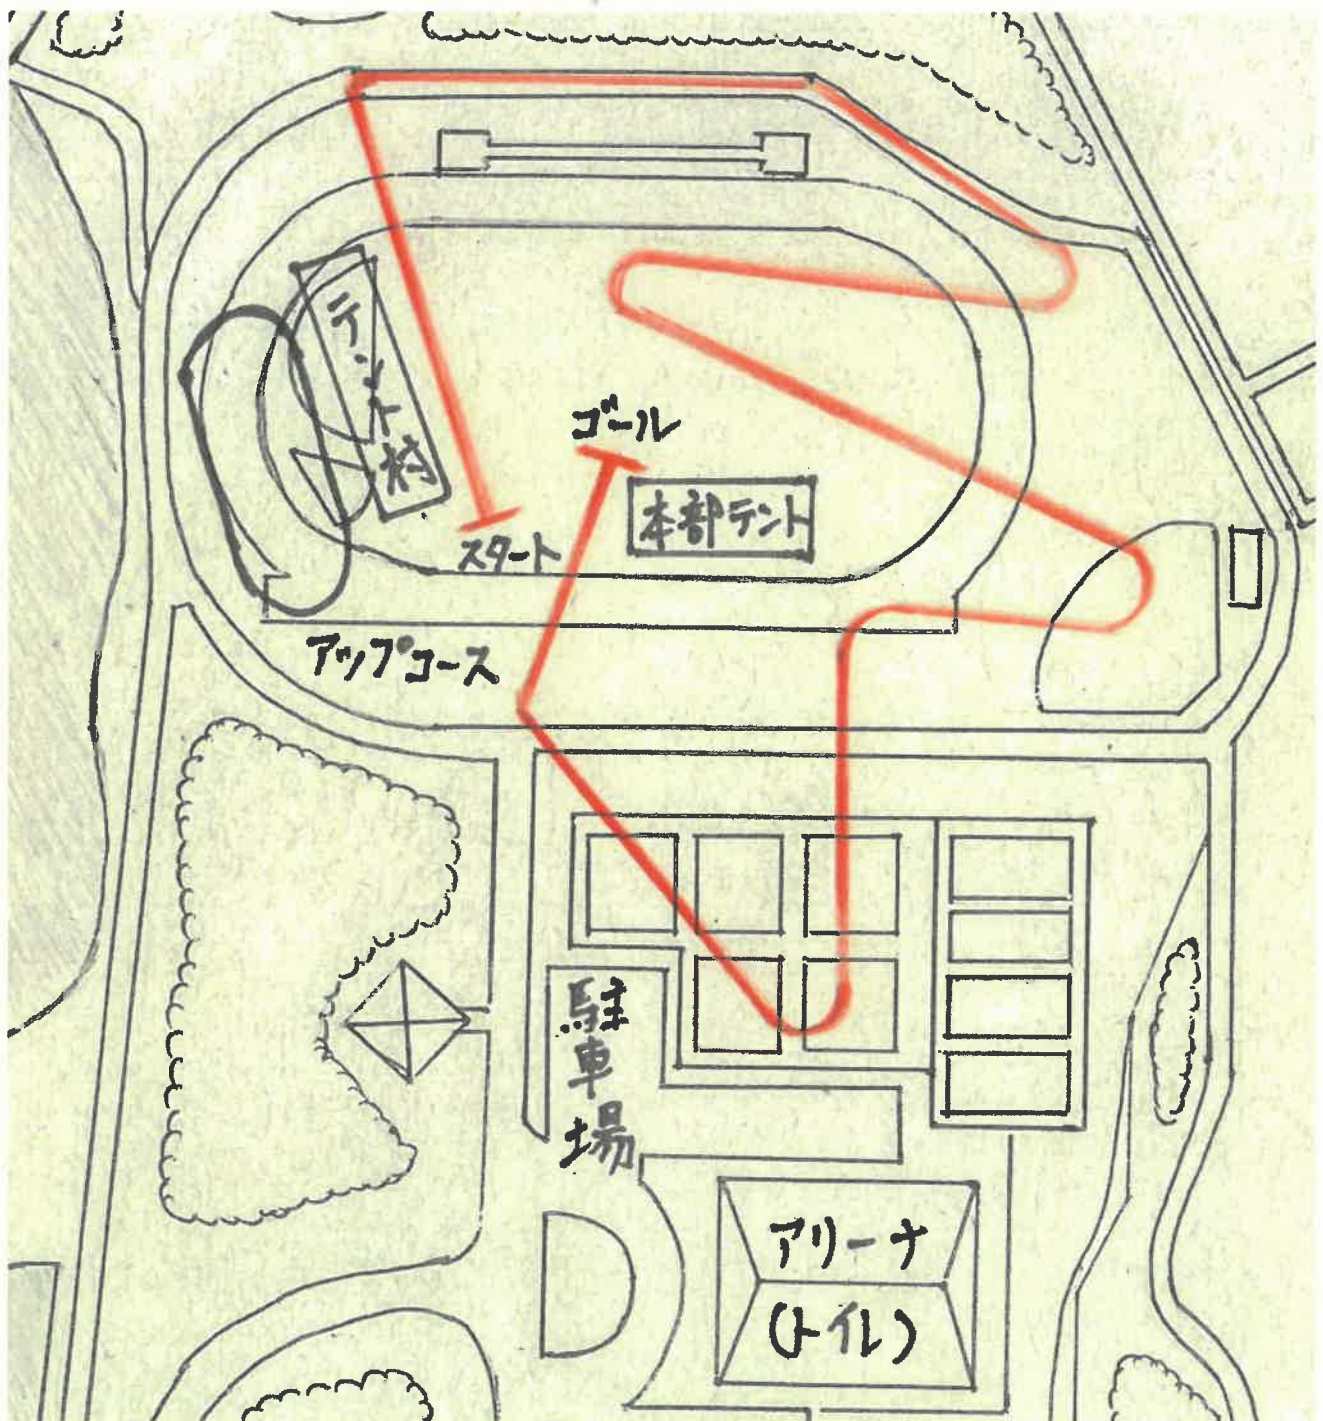 テント村
ゴール
本部テント
スタート
アップコース
駐車場
アリーナ
(トイレ)